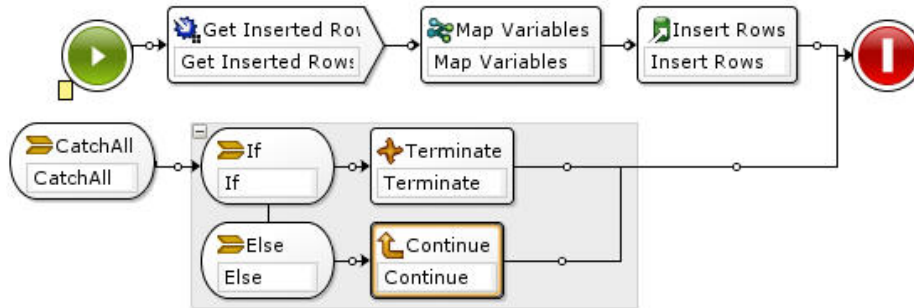 Get Inserted Rov
Get Inserted Rows
Map Variables
Map Variables
Insert Rows
Insert Rows
CatchAll
CatchAll
If
If
Terminate
Terminate
Else
Else
Continue
Continue